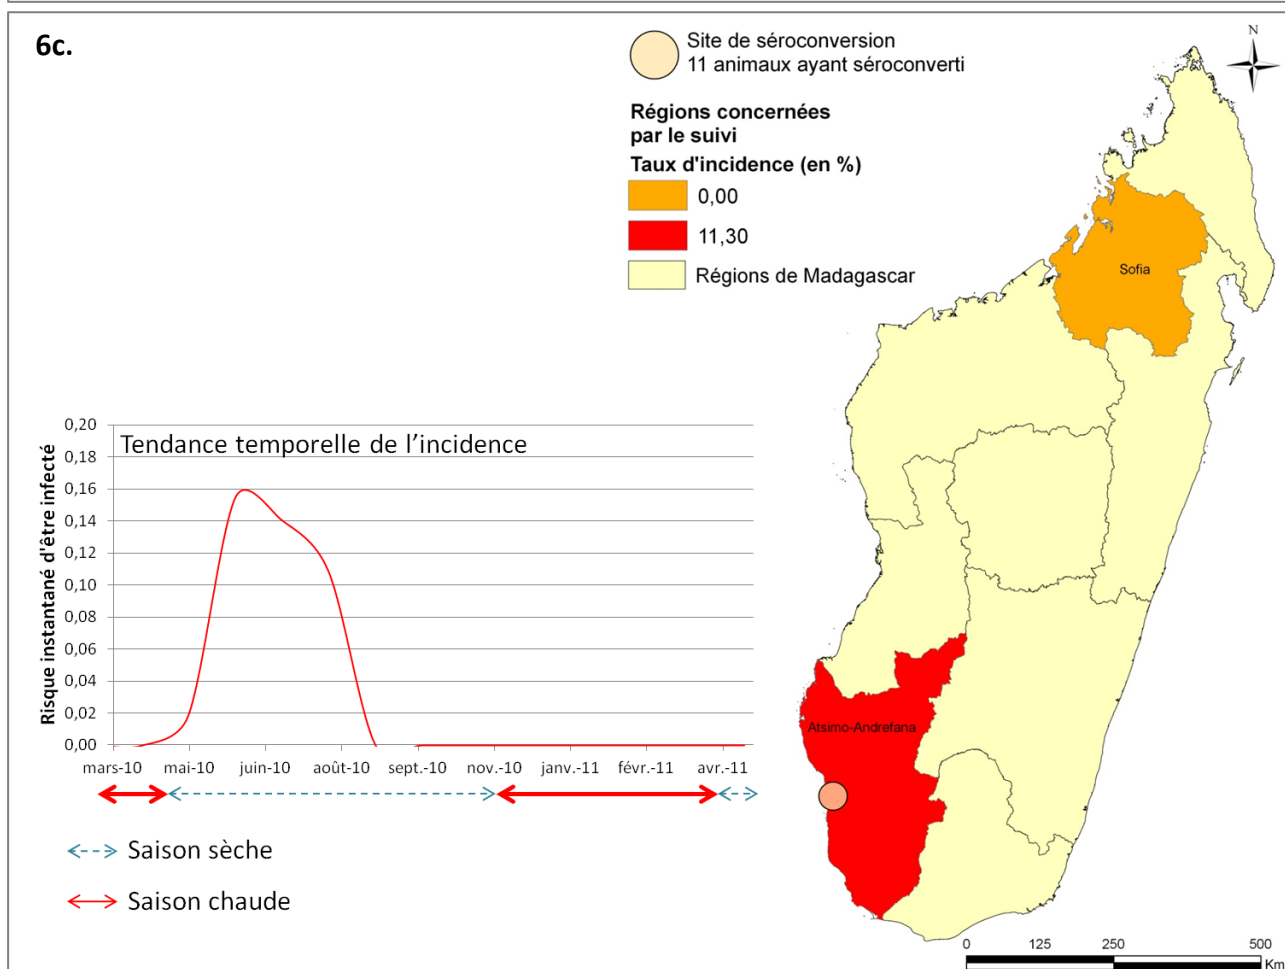 6c.
Site de séroconversion
11 animaux ayant séroconverti
Régions concernées
par le suivi
Taux d'incidence (en %)
0,00
11,30
Régions de Madagascar
N
Sofia
Atsimo-Andrefana
Tendance temporelle de l'incidence
Risque instantané d'être infecté
0,20
0,18
0,16
0,14
0,12
0,10
0,08
0,06
0,04
0,02
0,00
mars-10 mai-10 juin-10 août-10 sept.-10 nov.-10 janv.-11 févr.-11 avr.-11
Saison sèche
Saison chaude
0 125 250 500
Km